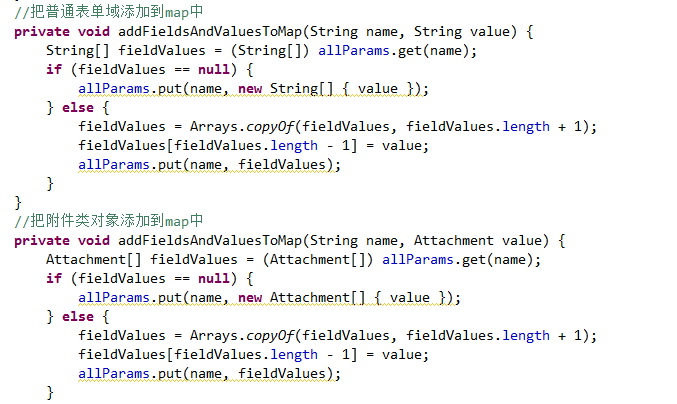 //把普通表单域添加到map中
private void addFieldsAndValuesToMap(String name, String value) {
    String[] fieldValues = (String[]) allParams.get(name);
    if (fieldValues == null) {
        allParams.put(name, new String[] { value });
    } else {
        fieldValues = Arrays.copyOf(fieldValues, fieldValues.length + 1);
        fieldValues[fieldValues.length - 1] = value;
        allParams.put(name, fieldValues);
    }
}
//把附件类对象添加到map中
private void addFieldsAndValuesToMap(String name, Attachment value) {
    Attachment[] fieldValues = (Attachment[]) allParams.get(name);
    if (fieldValues == null) {
        allParams.put(name, new Attachment[] { value });
    } else {
        fieldValues = Arrays.copyOf(fieldValues, fieldValues.length + 1);
        fieldValues[fieldValues.length - 1] = value;
        allParams.put(name, fieldValues);
    }